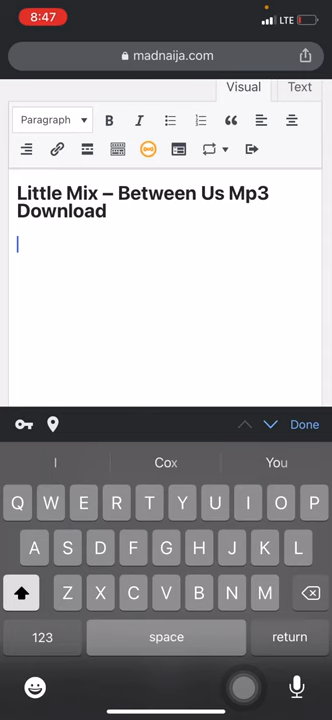 8:47
LTE
madnaija.com
Visual
Text
Paragraph
B
I
Little Mix – Between Us Mp3
Download
Done
I
Cox
You
Q W E R T Y U I O P
A S D F G H J K L
Z X C V B N M
123
space
return